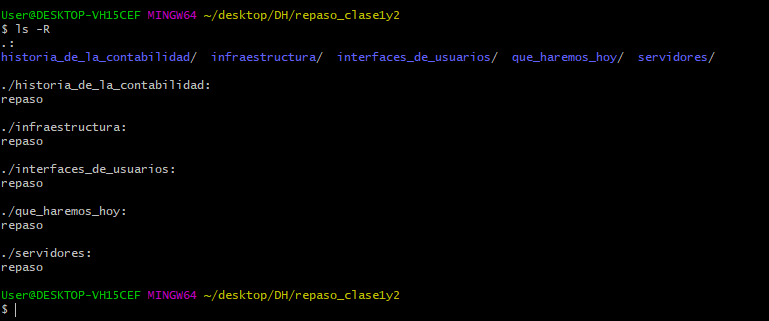 User@DESKTOP-VH15CEF MINGW64 ~/desktop/DH/repaso_clase1y2
$ ls -R
.:
historia_de_la_contabilidad/  infraestructura/  interfaces_de_usuarios/  que_haremos_hoy/  servidores/

./historia_de_la_contabilidad:
repaso

./infraestructura:
repaso

./interfaces_de_usuarios:
repaso

./que_haremos_hoy:
repaso

./servidores:
repaso

User@DESKTOP-VH15CEF MINGW64 ~/desktop/DH/repaso_clase1y2
$